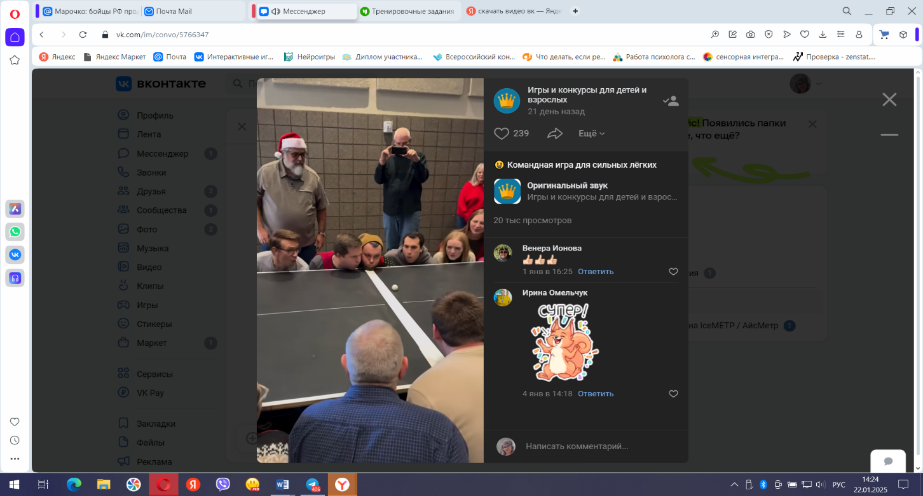 Марочко: бойцы РФ про
Почта Mail
Мессенджер
Тренировочные задания
скачать видео вк — Янде
vk.com/im/convo/5766347
Яндекс
Яндекс Маркет
Почта
Интерактивные иг...
Нейроигры
Диплом участника...
Всероссийский кон...
Что делать, если ре...
Работа психолога с...
сенсорная интегра...
Проверка - zenstat....
вконтакте
Профиль
Лента
Мессенджер
Звонки
Друзья
Сообщества
Фото
Музыка
Видео
Клипы
Игры
Стикеры
Маркет
Сервисы
VK Pay
Закладки
Файлы
Реклама
Игры и конкурсы для детей и
взрослых
21 день назад
239
Ещё
Командная игра для сильных лёгких
Оригинальный звук
Игры и конкурсы для детей и взрос...
20 тыс просмотров
Венера Ионова
1 янв в 16:25 Ответить
Ирина Омельчук
СУПЕР!
4 янв в 14:18 Ответить
Написать комментарий...
Появились папки
, что ещё?
на IceМЕТР / АйсМетр 1
РУС
14:24
22.01.2025